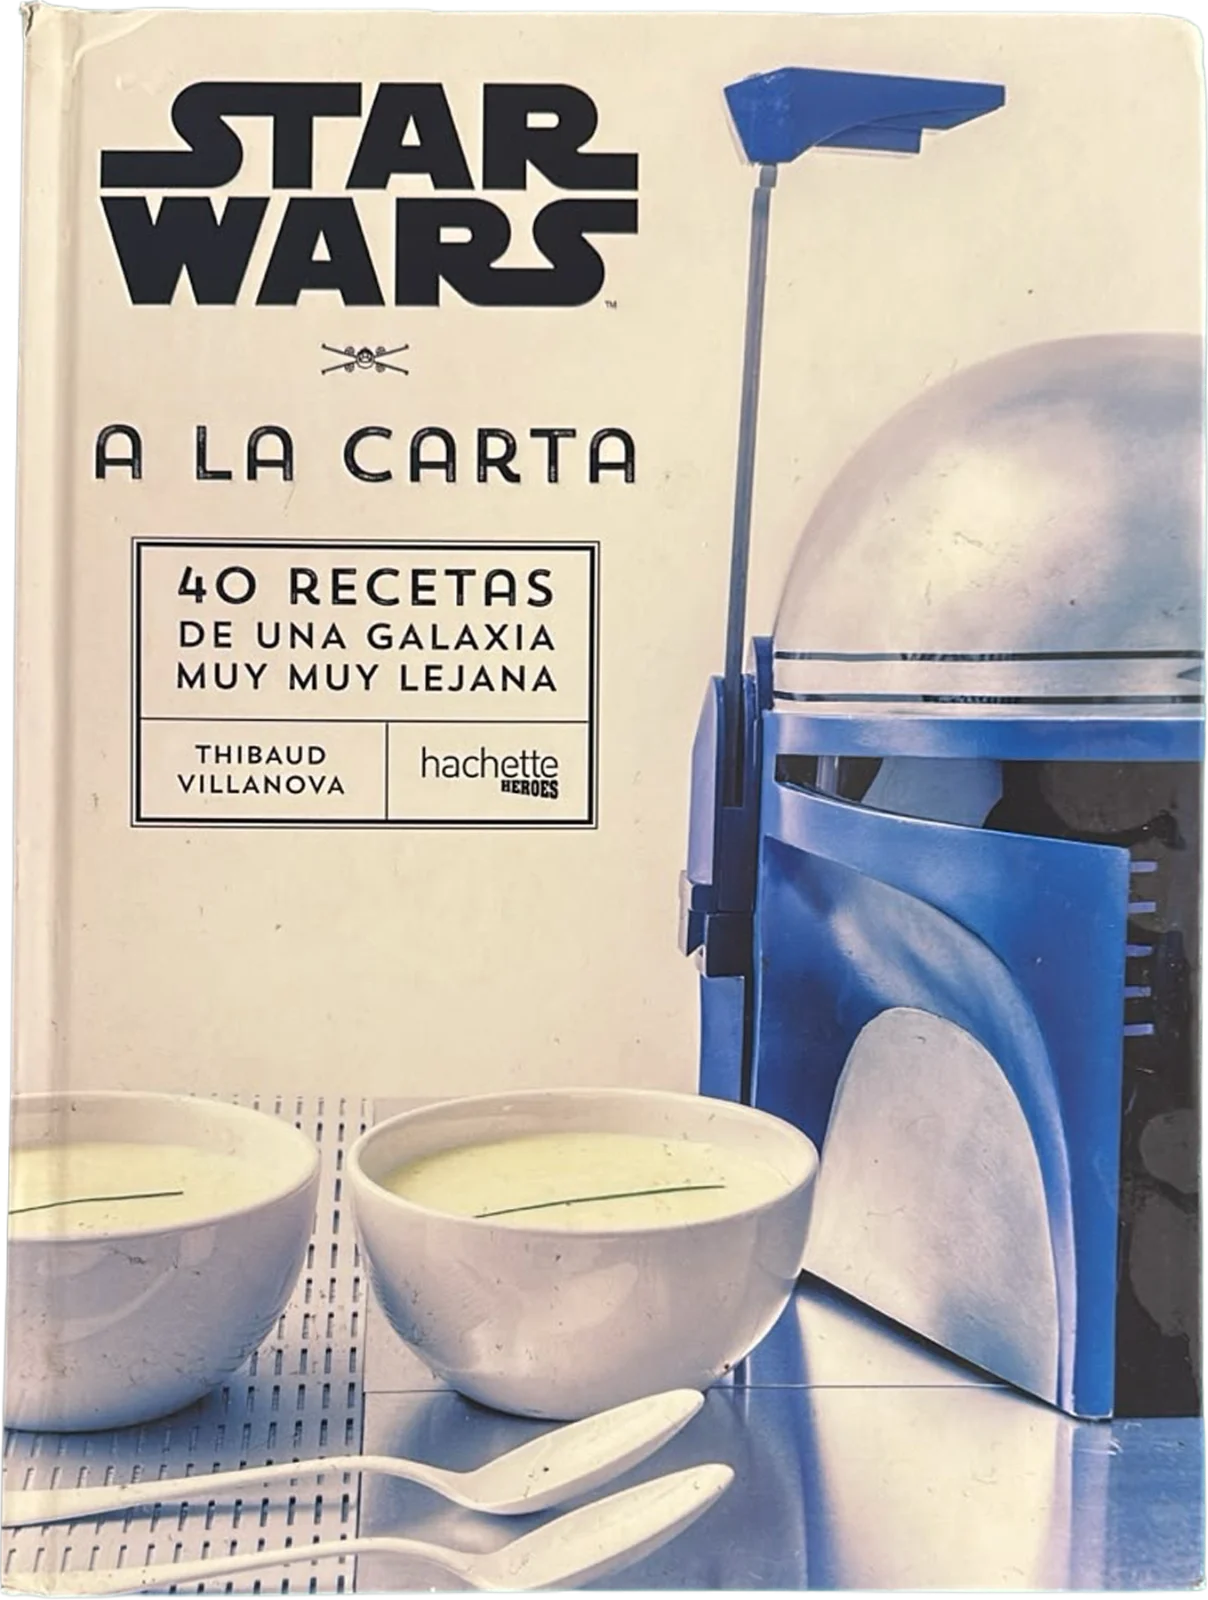 STAR
WARS
TM
A LA CARTA
40 RECETAS
DE UNA GALAXIA
MUY MUY LEJANA
THIBAUD
VILLANOVA
hachette
HEROES